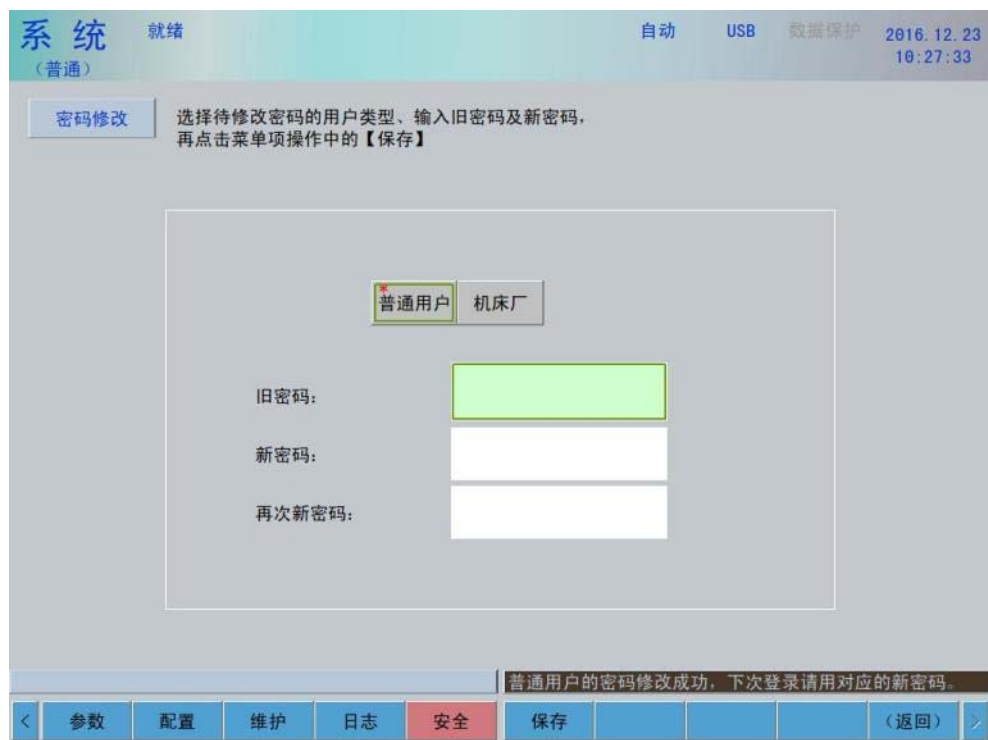 系 统 就绪 自动 USB 数据保护 2016.12.23
（普通） 10:27:33
密码修改 选择待修改密码的用户类型、输入旧密码及新密码，
再点击菜单项操作中的【保存】
*
普通用户 机床厂
旧密码：
新密码：
再次新密码：
普通用户的密码修改成功，下次登录请用对应的新密码。
< 参数 配置 维护 日志 安全 保存 （返回） >